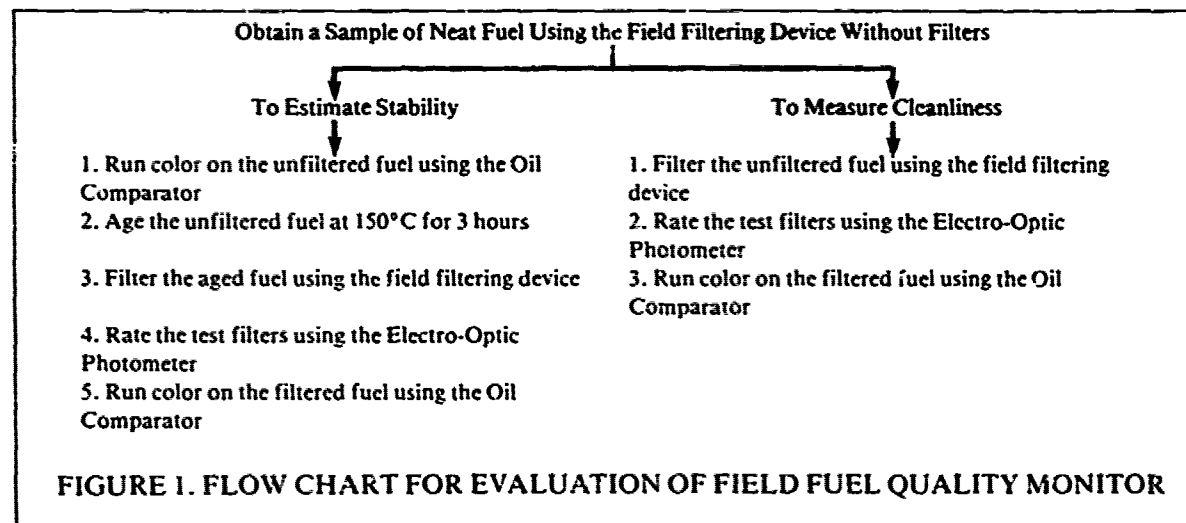 Obtain a Sample of Neat Fuel Using the Field Filtering Device Without Filters
To Estimate Stability
1. Run color on the unfiltered fuel using the Oil
Comparator
2. Age the unfiltered fuel at 150°C for 3 hours
3. Filter the aged fuel using the field filtering device
4. Rate the test filters using the Electro-Optic
Photometer
5. Run color on the filtered fuel using the Oil
Comparator
To Measure Cleanliness
1. Filter the unfiltered fuel using the field filtering
device
2. Rate the test filters using the Electro-Optic
Photometer
3. Run color on the filtered fuel using the Oil
Comparator
FIGURE 1. FLOW CHART FOR EVALUATION OF FIELD FUEL QUALITY MONITOR